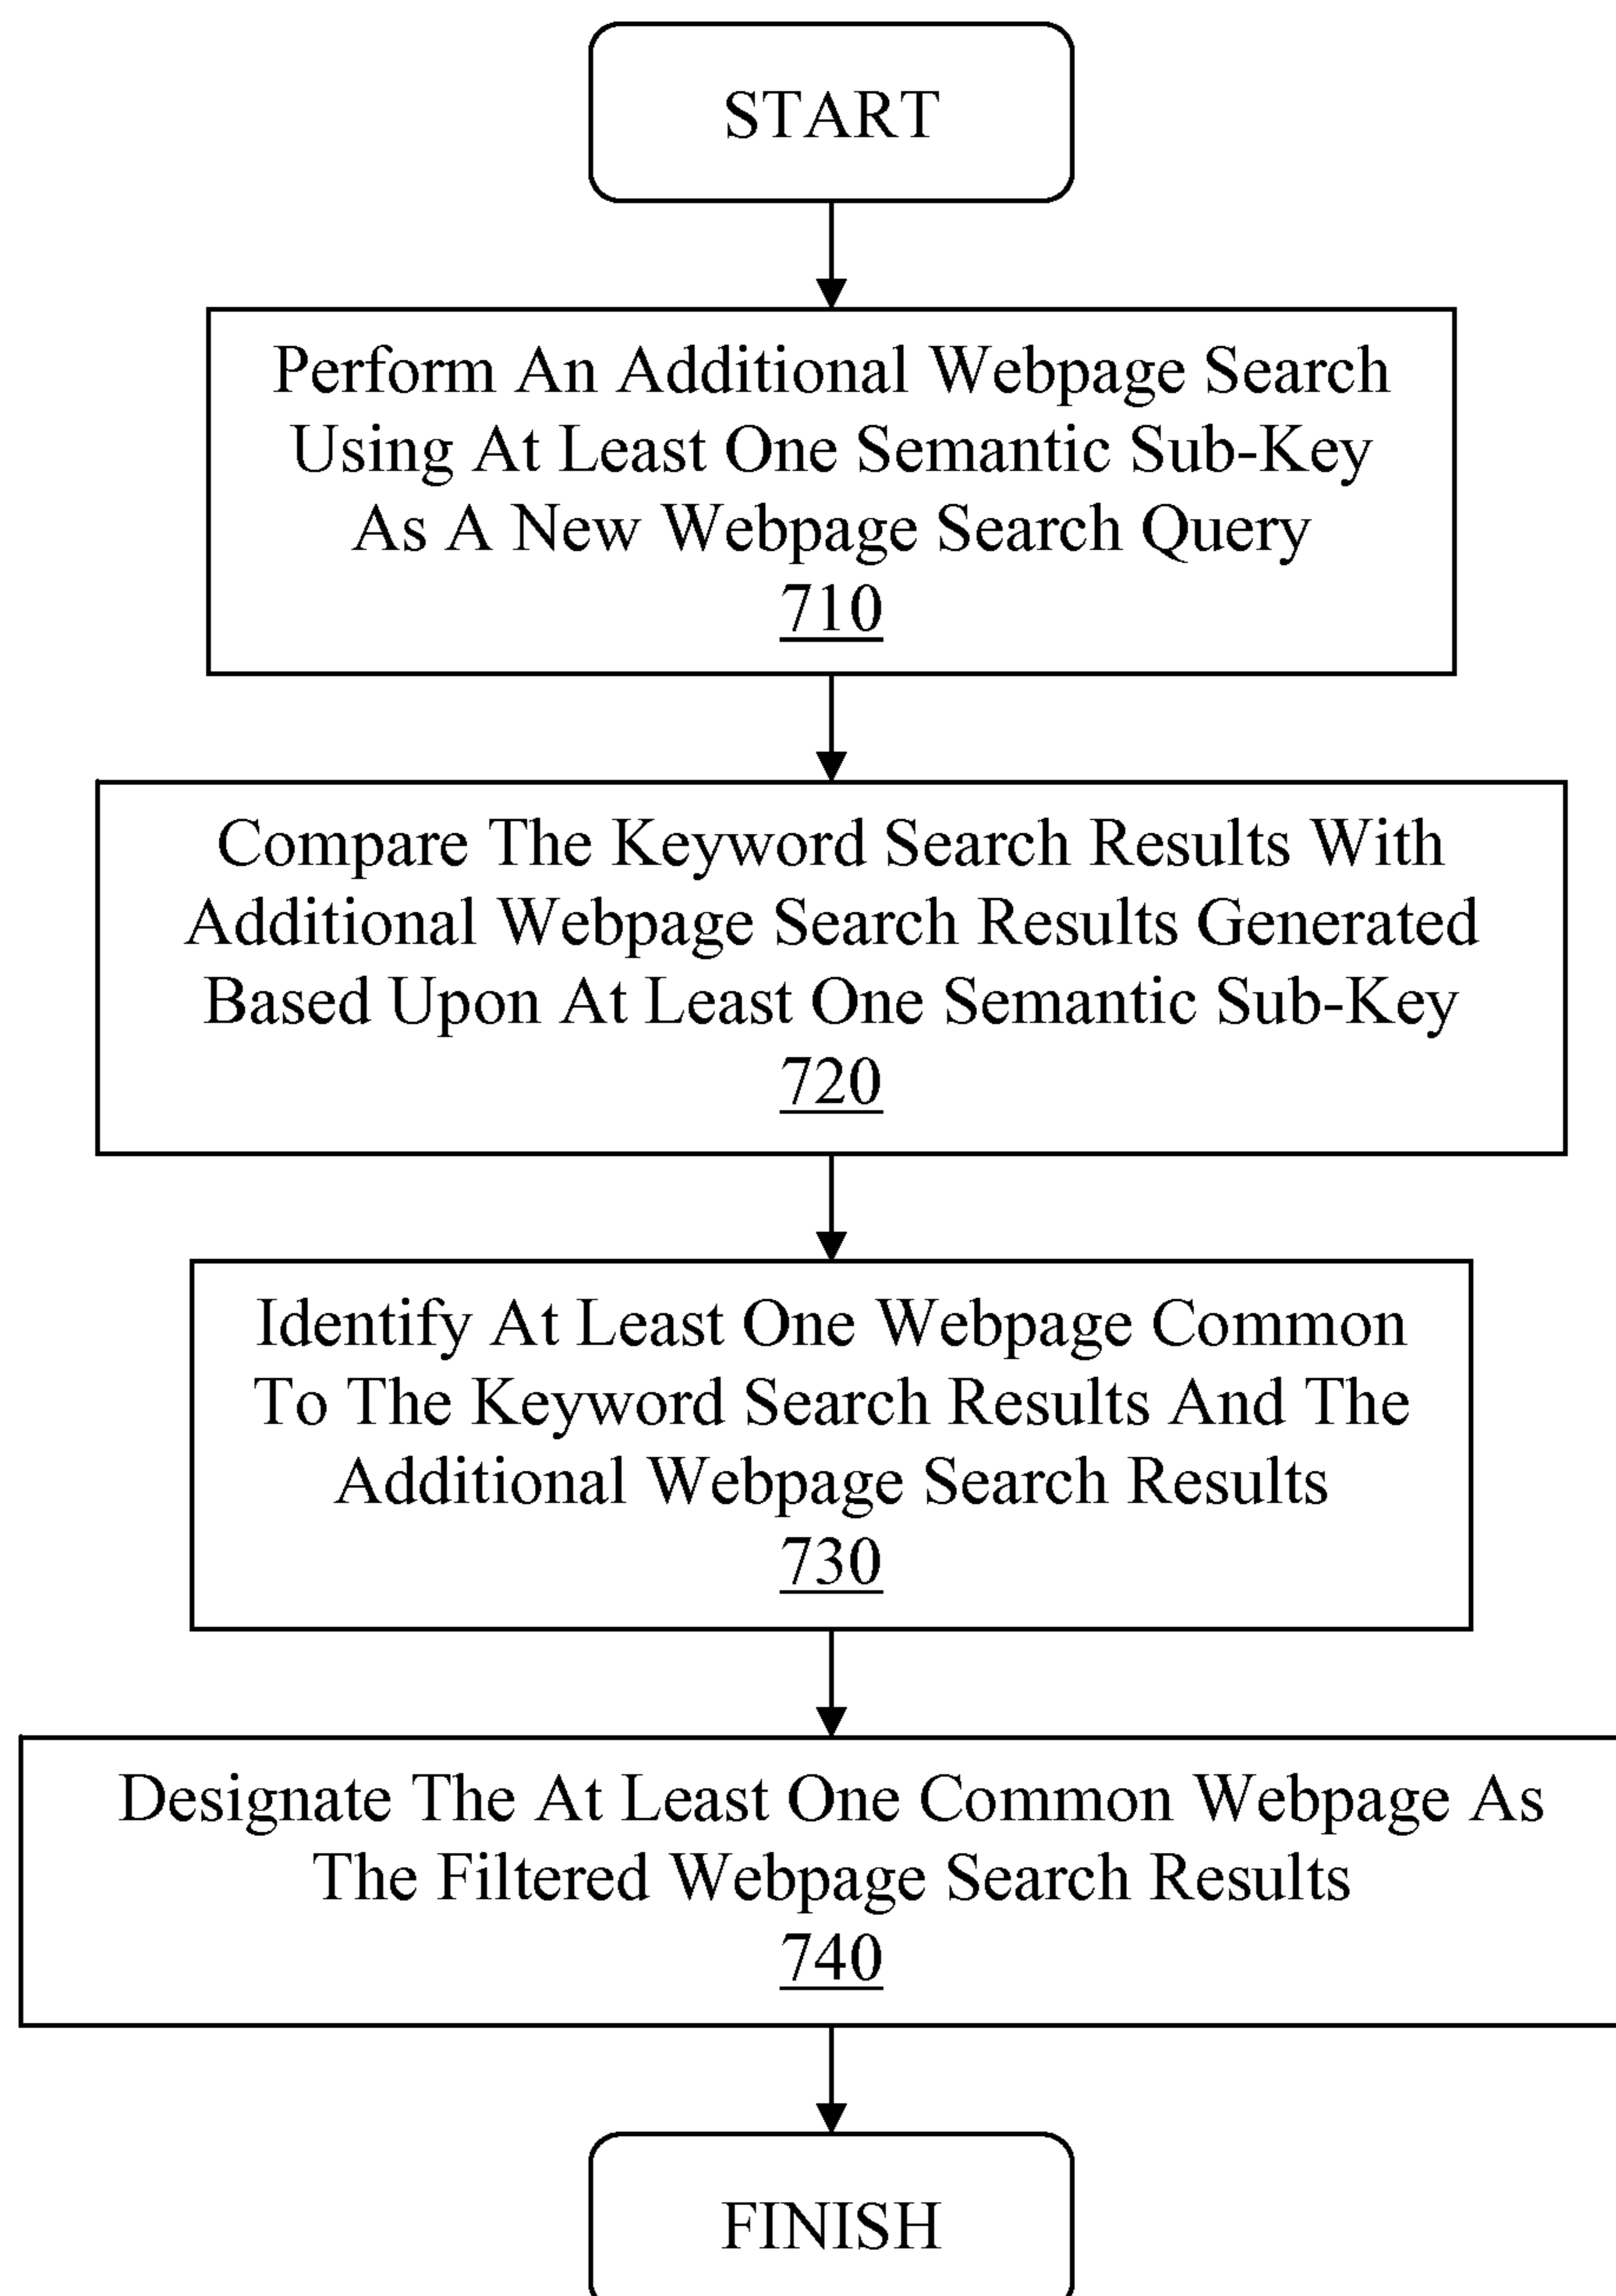 START
Perform An Additional Webpage Search
Using At Least One Semantic Sub-Key
As A New Webpage Search Query
710
Compare The Keyword Search Results With
Additional Webpage Search Results Generated
Based Upon At Least One Semantic Sub-Key
720
Identify At Least One Webpage Common
To The Keyword Search Results And The
Additional Webpage Search Results
730
Designate The At Least One Common Webpage As
The Filtered Webpage Search Results
740
FINISH